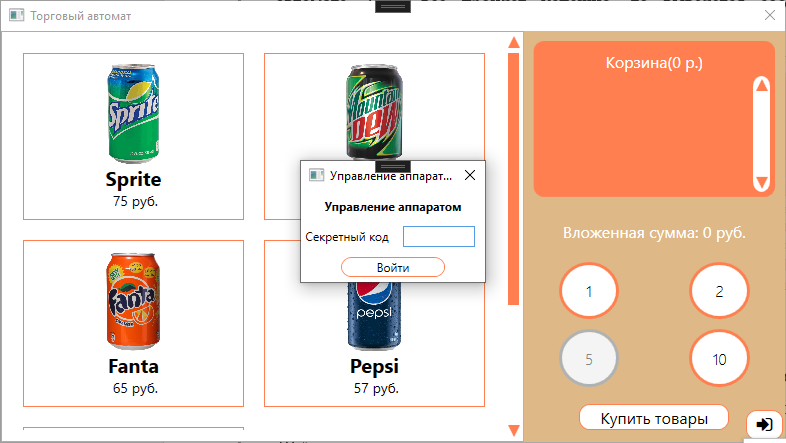 Торговый автомат
Sprite
Sprite
75 руб.
Mountain
Dew
Fanta
Fanta
65 руб.
pepsi
Pepsi
57 руб.
Управление аппарат...
Управление аппаратом
Секретный код
Войти
Корзина(0 р.)
Вложенная сумма: 0 руб.
1
2
5
10
Купить товары